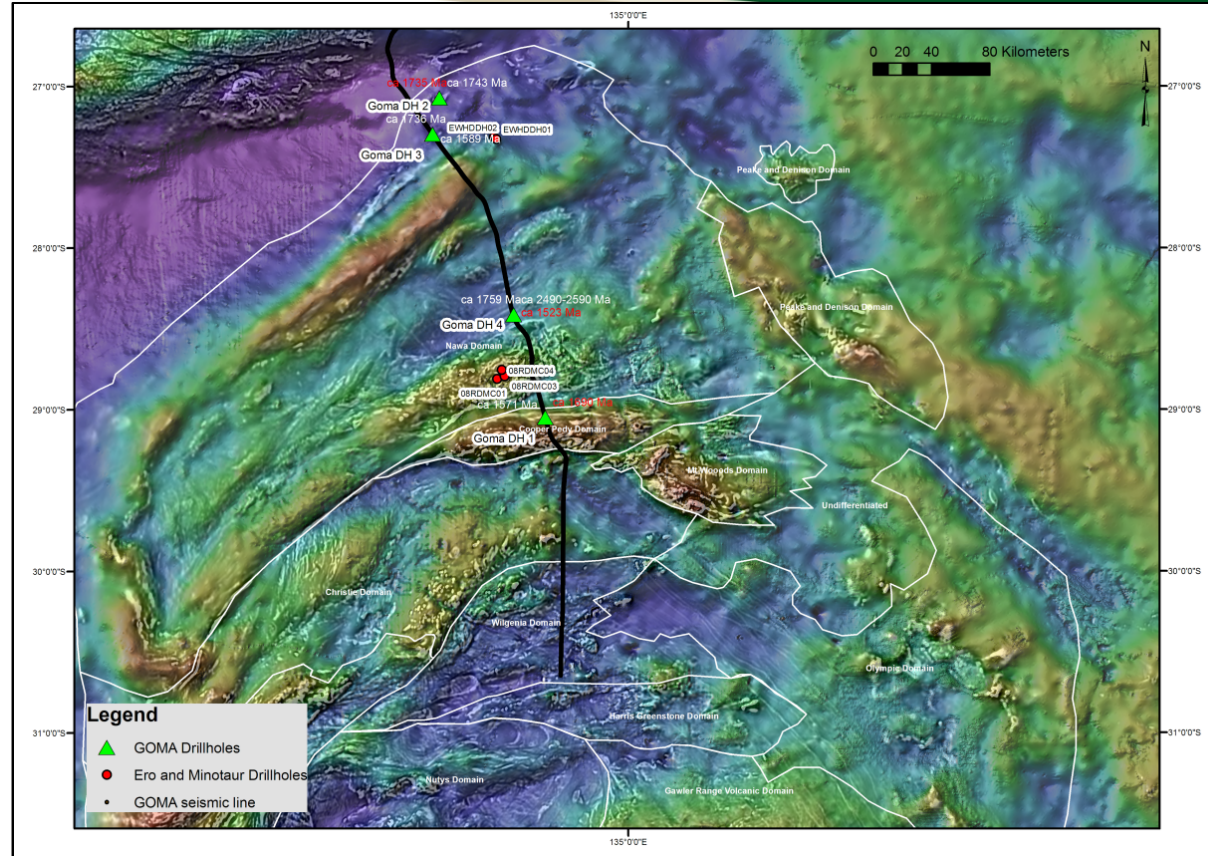 135°0'0"E
0 20 40 80 Kilometers
N
27°0'0"S
27°0'0"S
ca 1735 Ma
ca 1743 Ma
Goma DH 2
ca 1736 Ma
EWHDDH02
EWHDDH01
ca 1589 Ma
Goma DH 3
Peake and Denison Domain
28°0'0"S
28°0'0"S
ca 1759 Ma
ca 2490-2590 Ma
ca 1523 Ma
Goma DH 4
Peake and Denison Domain
Nawa Domain
08RDMC04
08RDMC03
08RDMC01
29°0'0"S
29°0'0"S
ca 1571 Ma
Cooper Pedy Domain
Goma DH 1
Mt Woods Domain
Undifferentiated
30°0'0"S
30°0'0"S
Christie Domain
Wilgenia Domain
Olympic Domain
Harris Greenstone Domain
31°0'0"S
31°0'0"S
Nutys Domain
Gawler Range Volcanic Domain
Legend
GOMA Drillholes
Ero and Minotaur Drillholes
GOMA seismic line
135°0'0"E